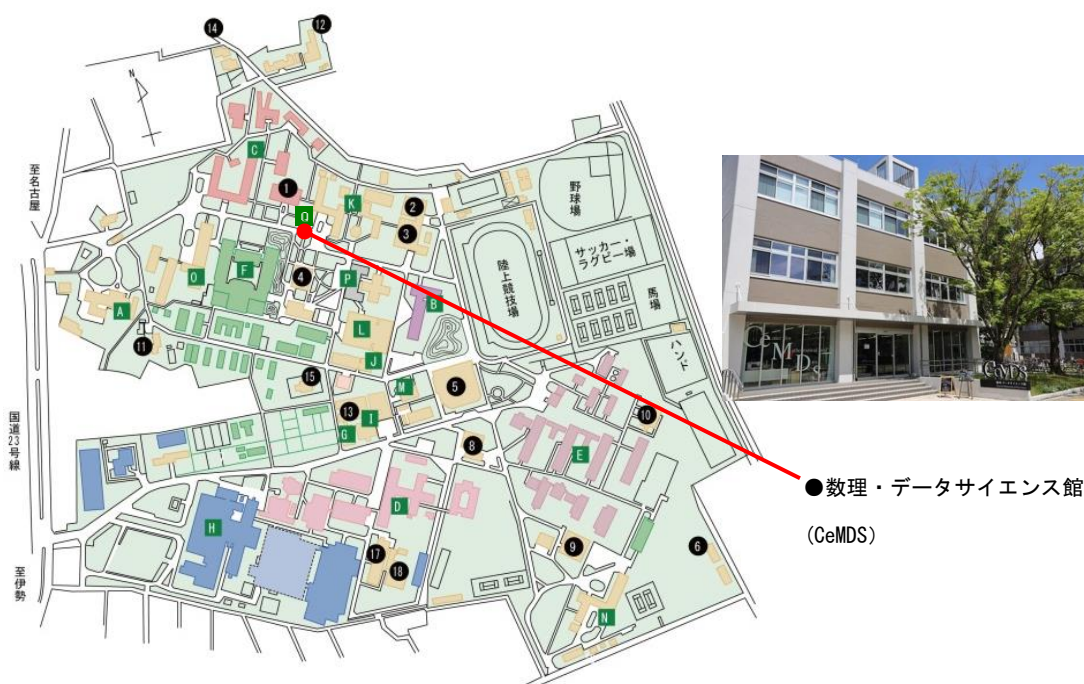 14
12
N
至名古屋
C
1
K
2
3
Q
野球場
サッカー・
ラグビー場
陸上競技場
馬場
4
O
F
P
B
A
11
L
J
ハンド
15
M
5
13
I
G
10
8
E
国道23号線
D
H
9
6
17
18
N
至伊勢
CeMDS
CeMDS
●数理・データサイエンス館
(CeMDS)